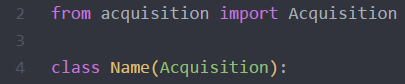 2 from acquisition import Acquisition
3
4 class Name(Acquisition):